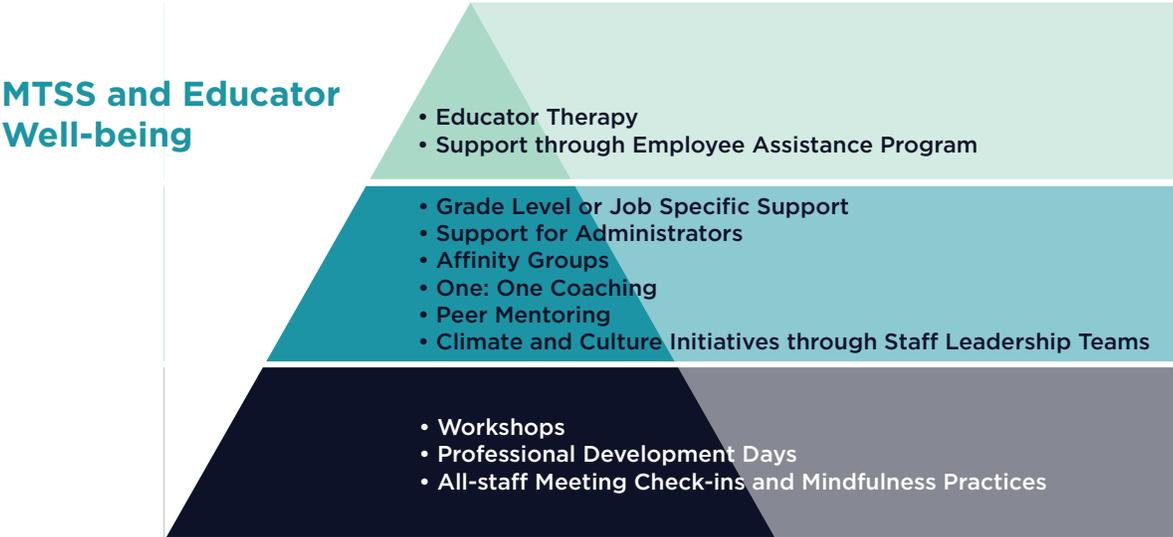 MTSS and Educator
Well-being
• Educator Therapy
• Support through Employee Assistance Program
• Grade Level or Job Specific Support
• Support for Administrators
• Affinity Groups
• One: One Coaching
• Peer Mentoring
• Climate and Culture Initiatives through Staff Leadership Teams
• Workshops
• Professional Development Days
• All-staff Meeting Check-ins and Mindfulness Practices